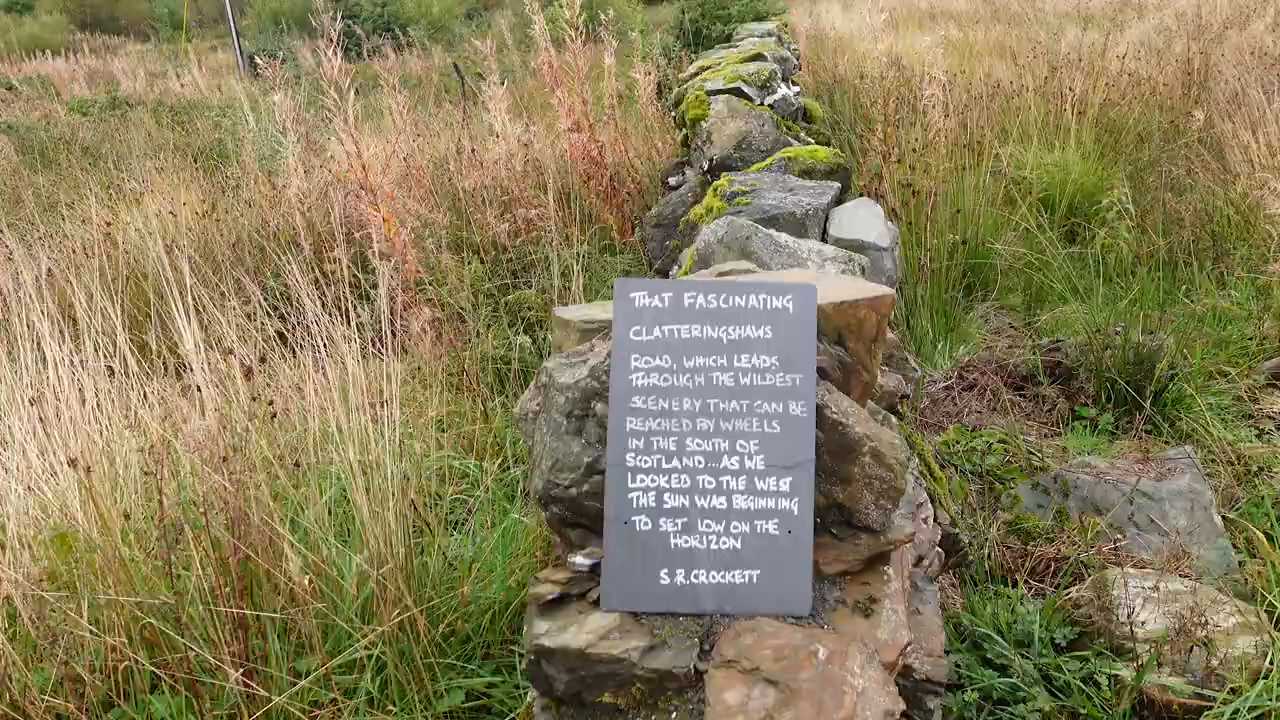 THAT FASCINATING
CLATTERINGSHAWS
ROAD, WHICH LEADS
THROUGH THE WILDEST
SCENERY THAT CAN BE
REACHED BY WHEELS
IN THE SOUTH OF
SCOTLAND...AS WE
LOOKED TO THE WEST
THE SUN WAS BEGINNING
TO SET LOW ON THE
HORIZON
S.R.CROCKETT